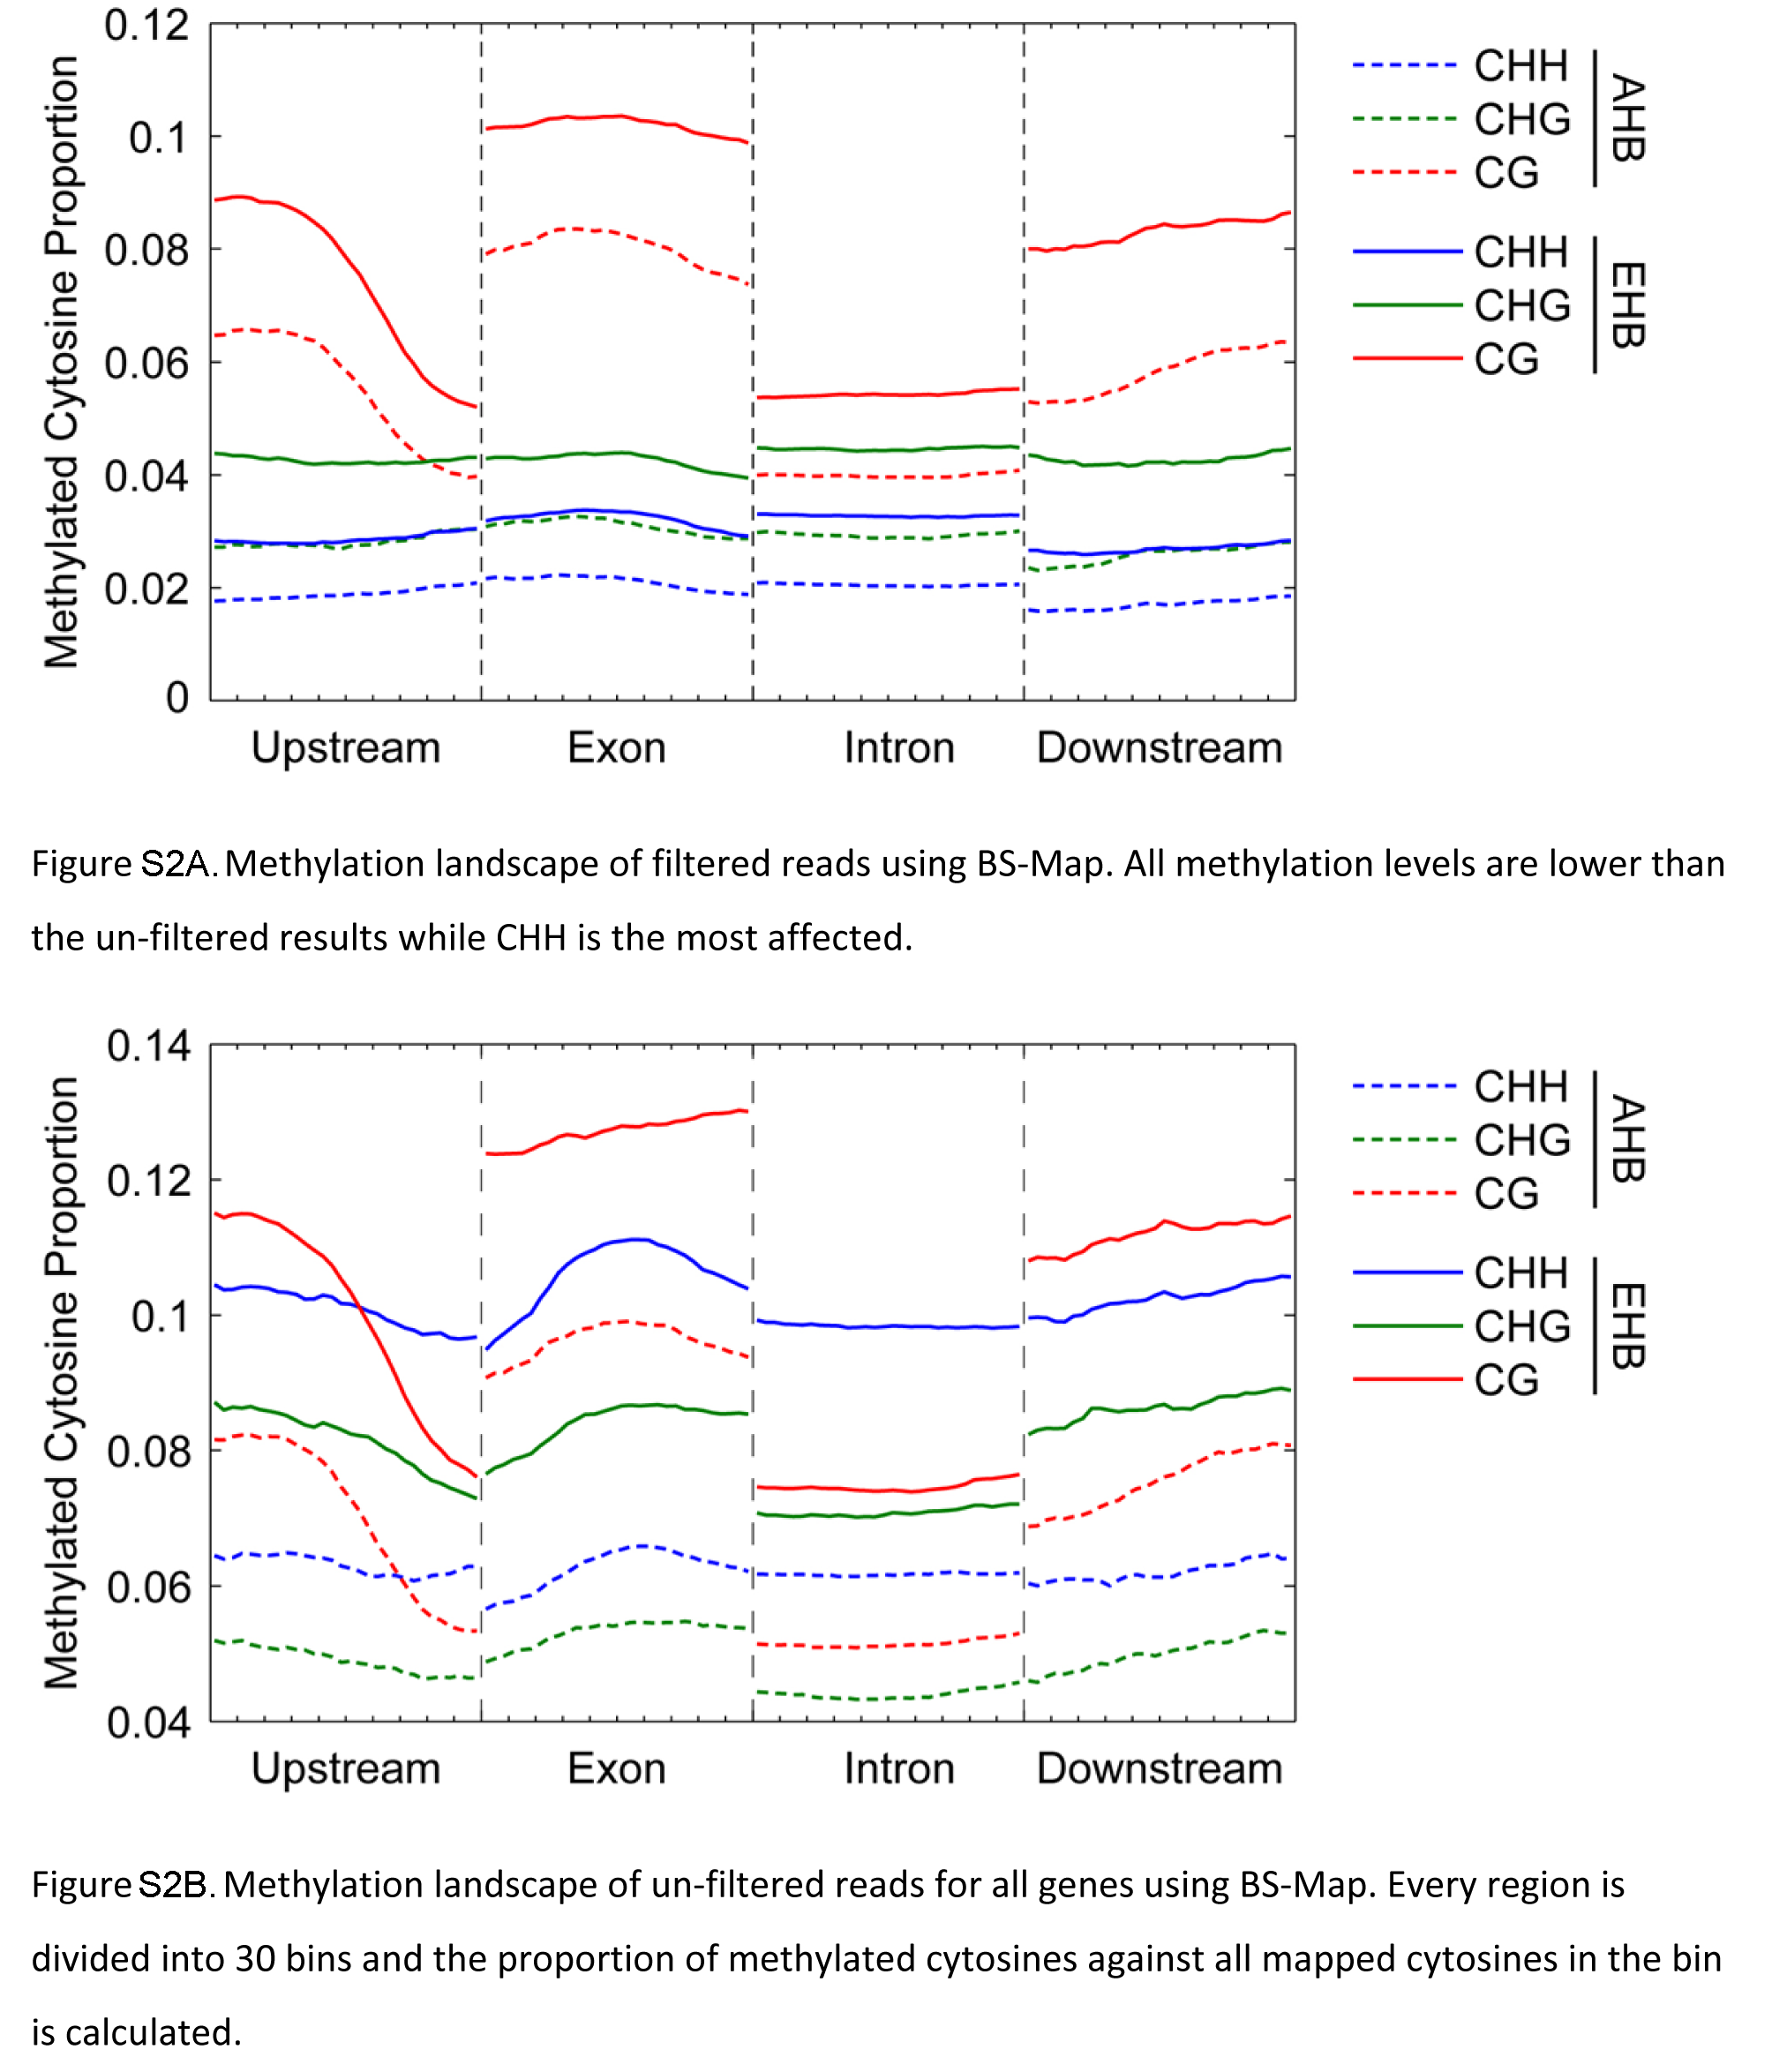 0.12
0.1
0.08
0.06
0.04
0.02
0
Methylated Cytosine Proportion
Upstream Exon Intron Downstream
CHH
CHG
CG
AHB
CHH
CHG
CG
EHB
Figure S2A. Methylation landscape of filtered reads using BS-Map. All methylation levels are lower than
the un-filtered results while CHH is the most affected.
0.14
0.12
0.1
0.08
0.06
0.04
Methylated Cytosine Proportion
Upstream Exon Intron Downstream
CHH
CHG
CG
AHB
CHH
CHG
CG
EHB
Figure S2B. Methylation landscape of un-filtered reads for all genes using BS-Map. Every region is
divided into 30 bins and the proportion of methylated cytosines against all mapped cytosines in the bin
is calculated.